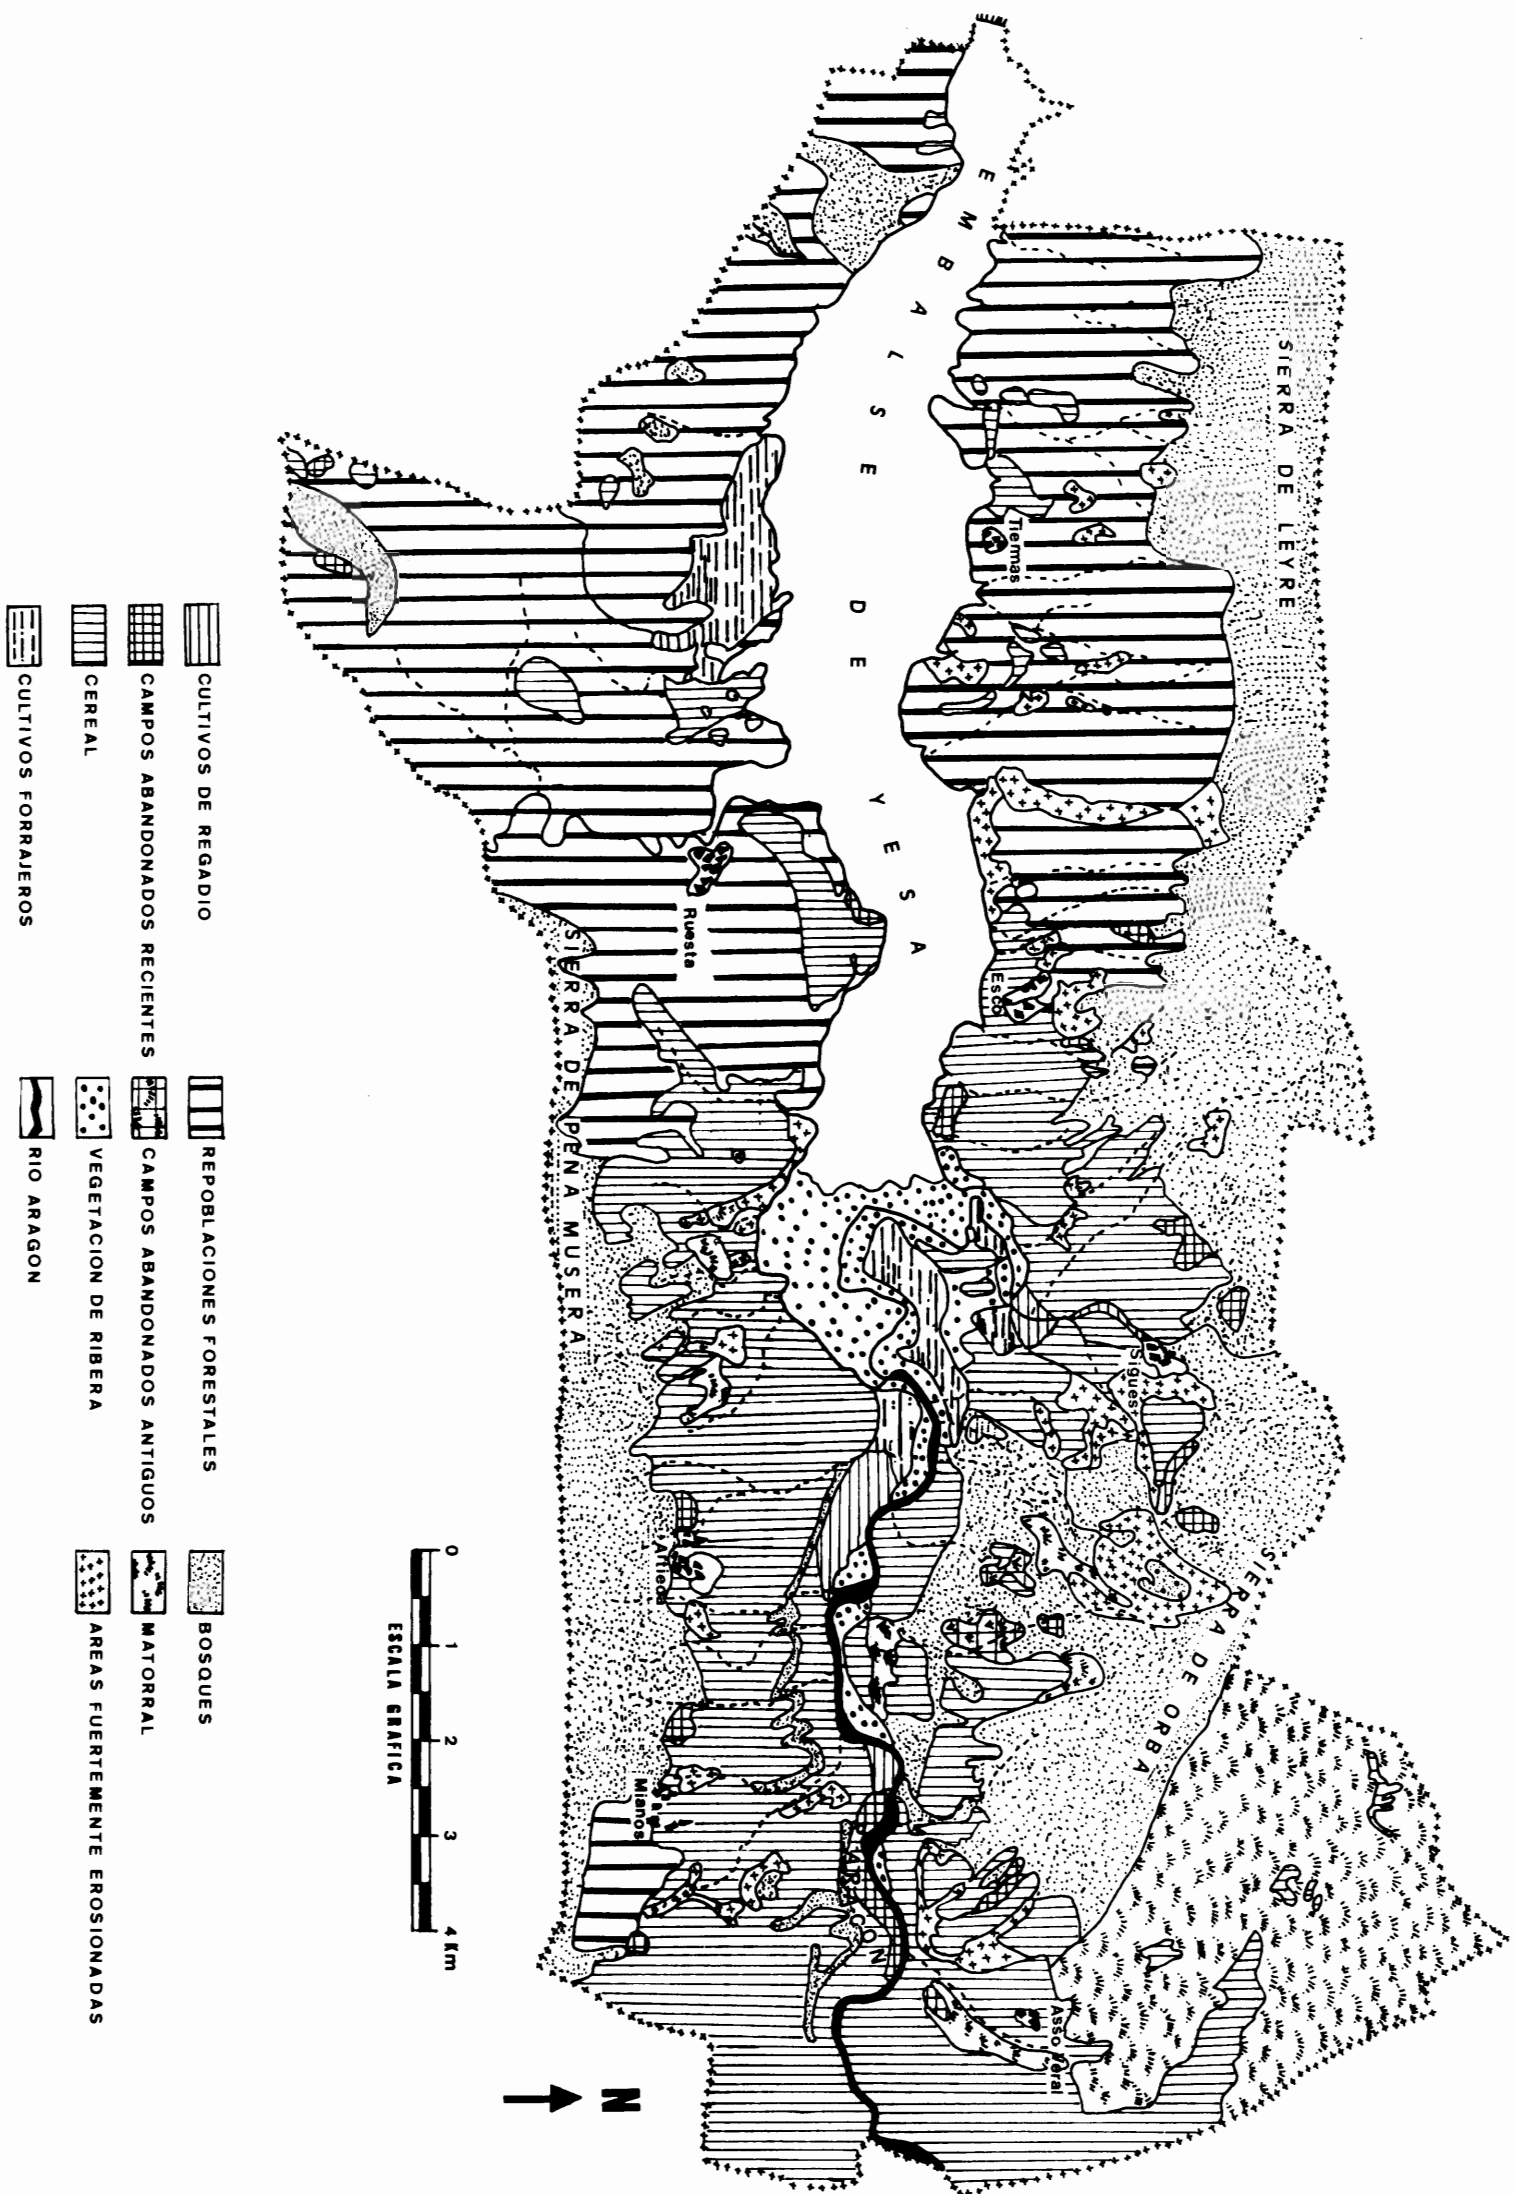 SIERRA DE LEYRE
EMBALSE DE YESA
Tiermas
Esco
Sigues
SIERRA DE ORBA
Ruesta
SIERRA DE PENA MUSERA
Artieda
Mianos
ARAGON
Asso Veral
N
0 1 2 3 4 Km
ESCALA GRAFICA
CULTIVOS DE REGADIO
CAMPOS ABANDONADOS RECIENTES
CEREAL
CULTIVOS FORRAJEROS
REPOBLACIONES FORESTALES
CAMPOS ABANDONADOS ANTIGUOS
VEGETACION DE RIBERA
RIO ARAGON
BOSQUES
MATORRAL
AREAS FUERTEMENTE EROSIONADAS